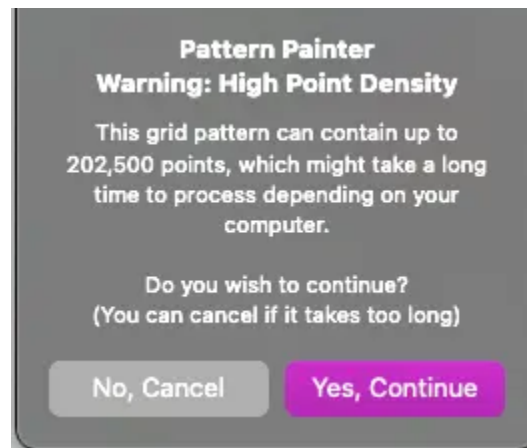 Pattern Painter
Warning: High Point Density
This grid pattern can contain up to
202,500 points, which might take a long
time to process depending on your
computer.
Do you wish to continue?
(You can cancel if it takes too long)
No, Cancel
Yes, Continue